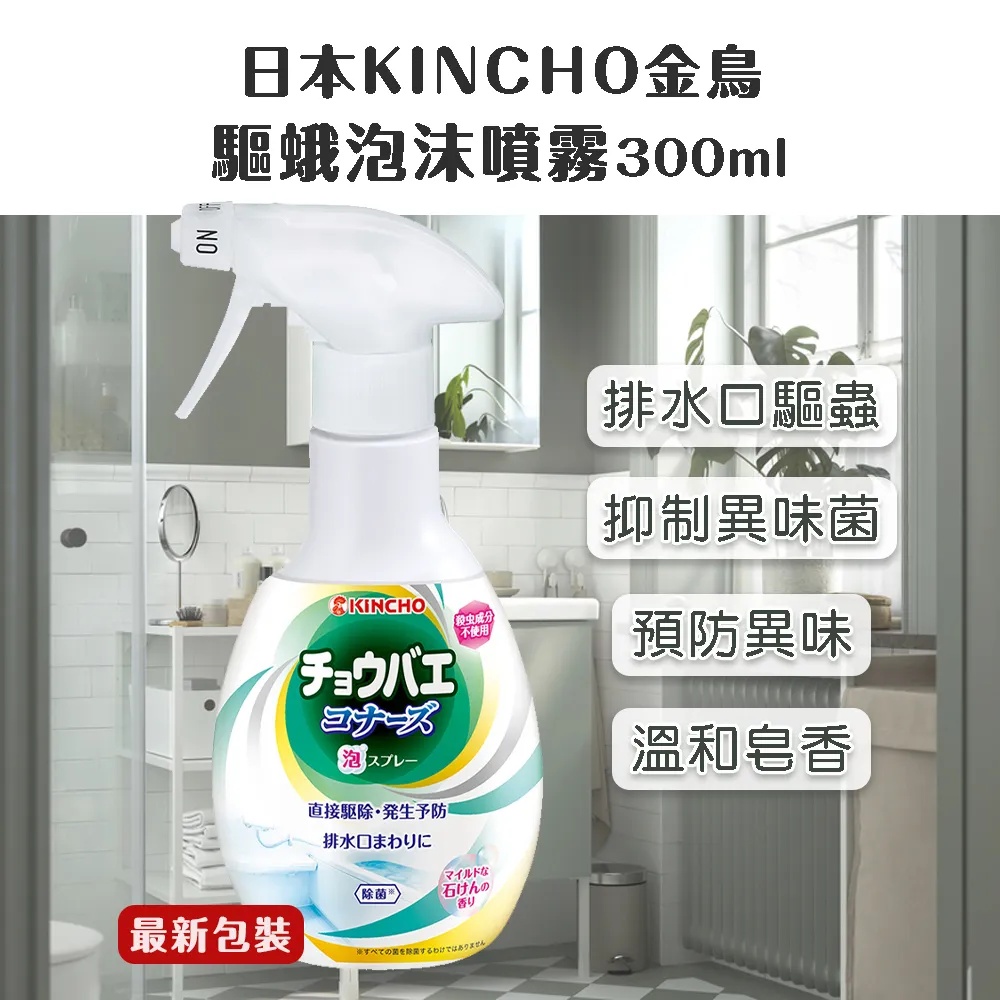 日本KINCHO金鳥
驅蛾泡沫噴霧300ml
ON
排水口驅蟲
抑制異味菌
預防異味
溫和皂香
KINCHO
殺虫成分
不使用
チョウバエ
コナーズ
泡スプレー
直接駆除・発生予防
排水口まわりに
除菌※
マイルドな
石けんの
香り
※すべての菌を除菌するわけではありません
最新包裝